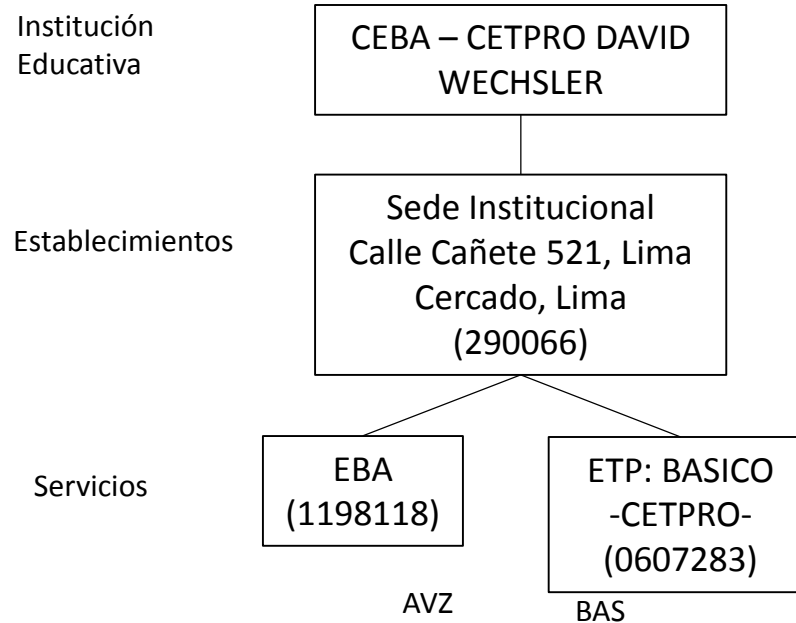 Institución
Educativa
CEBA – CETPRO DAVID
WECHSLER
Establecimientos
Sede Institucional
Calle Cañete 521, Lima
Cercado, Lima
(290066)
Servicios
EBA
(1198118)
ETP: BASICO
-CETPRO-
(0607283)
AVZ
BAS